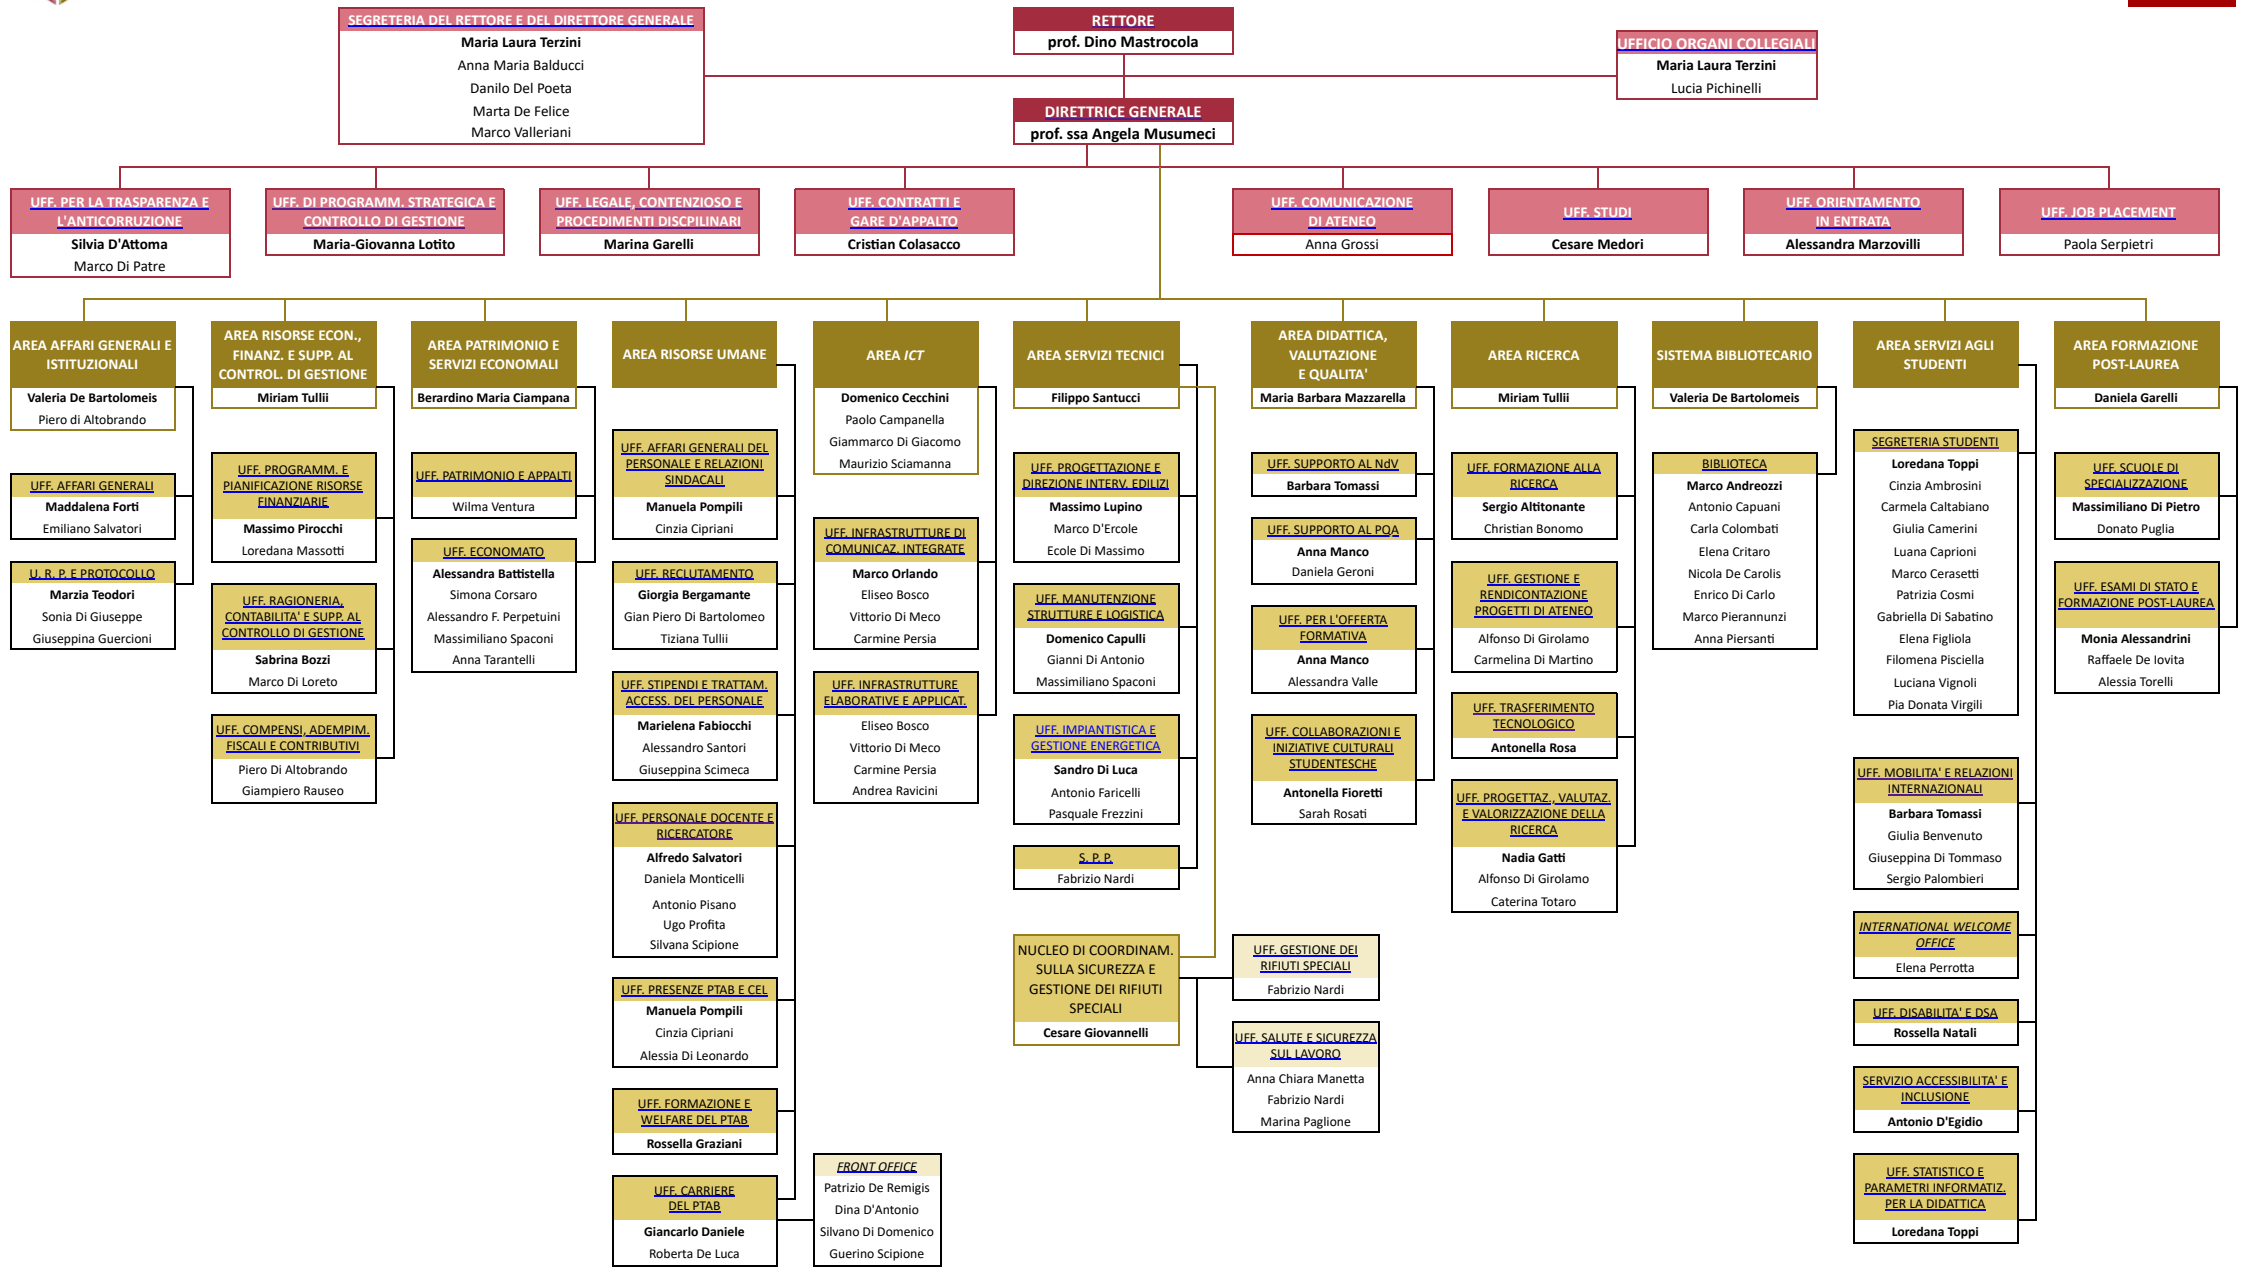 SEGRETERIA DEL RETTORE E DEL DIRETTORE GENERALE
Maria Laura Terzini
Anna Maria Balducci
Danilo Del Poeta
Marta De Felice
Marco Valleriani
RETTORE
prof. Dino Mastrocola
UFFICIO ORGANI COLLEGIALI
Maria Laura Terzini
Lucia Pichinelli
DIRETTRICE GENERALE
prof. ssa Angela Musumeci
UFF. PER LA TRASPARENZA E
L'ANTICORRUZIONE
Silvia D'Attoma
Marco Di Patre
UFF. DI PROGRAMM. STRATEGICA E
CONTROLLO DI GESTIONE
Maria-Giovanna Lotito
UFF. LEGALE, CONTENZIOSO E
PROCEDIMENTI DISCPILINARI
Marina Garelli
UFF. CONTRATTI E
GARE D'APPALTO
Cristian Colasacco
UFF. COMUNICAZIONE
DI ATENEO
Anna Grossi
UFF. STUDI
Cesare Medori
UFF. ORIENTAMENTO
IN ENTRATA
Alessandra Marzovilli
UFF. JOB PLACEMENT
Paola Serpietri
AREA AFFARI GENERALI E
ISTITUZIONALI
Valeria De Bartolomeis
Piero di Altobrando
UFF. AFFARI GENERALI
Maddalena Forti
Emiliano Salvatori
U. R. P. E PROTOCOLLO
Marzia Teodori
Sonia Di Giuseppe
Giuseppina Guercioni
AREA RISORSE ECON.,
FINANZ. E SUPP. AL
CONTROL. DI GESTIONE
Miriam Tullii
UFF. PROGRAMM. E
PIANIFICAZIONE RISORSE
FINANZIARIE
Massimo Pirocchi
Loredana Massotti
UFF. RAGIONERIA,
CONTABILITA' E SUPP. AL
CONTROLLO DI GESTIONE
Sabrina Bozzi
Marco Di Loreto
UFF. COMPENSI, ADEMPIM.
FISCALI E CONTRIBUTIVI
Piero Di Altobrando
Giampiero Rauseo
AREA PATRIMONIO E
SERVIZI ECONOMALI
Berardino Maria Ciampana
UFF. PATRIMONIO E APPALTI
Wilma Ventura
UFF. ECONOMATO
Alessandra Battistella
Simona Corsaro
Alessandro F. Perpetuini
Massimiliano Spaconi
Anna Tarantelli
AREA RISORSE UMANE
UFF. AFFARI GENERALI DEL
PERSONALE E RELAZIONI
SINDACALI
Manuela Pompili
Cinzia Cipriani
UFF. RECLUTAMENTO
Giorgia Bergamante
Gian Piero Di Bartolomeo
Tiziana Tullii
UFF. STIPENDI E TRATTAM.
ACCESS. DEL PERSONALE
Marielena Fabiocchi
Alessandro Santori
Giuseppina Scimeca
UFF. PERSONALE DOCENTE E
RICERCATORE
Alfredo Salvatori
Daniela Monticelli
Antonio Pisano
Ugo Profita
Silvana Scipione
UFF. PRESENZE PTAB E CEL
Manuela Pompili
Cinzia Cipriani
Alessia Di Leonardo
UFF. FORMAZIONE E
WELFARE DEL PTAB
Rossella Graziani
UFF. CARRIERE
DEL PTAB
Giancarlo Daniele
Roberta De Luca
FRONT OFFICE
Patrizio De Remigis
Dina D'Antonio
Silvano Di Domenico
Guerino Scipione
AREA ICT
Domenico Cecchini
Paolo Campanella
Giammarco Di Giacomo
Maurizio Sciamanna
UFF. INFRASTRUTTURE DI
COMUNICAZ. INTEGRATE
Marco Orlando
Eliseo Bosco
Vittorio Di Meco
Carmine Persia
UFF. INFRASTRUTTURE
ELABORATIVE E APPLICAT.
Eliseo Bosco
Vittorio Di Meco
Carmine Persia
Andrea Ravicini
AREA SERVIZI TECNICI
Filippo Santucci
UFF. PROGETTAZIONE E
DIREZIONE INTERV. EDILIZI
Massimo Lupino
Marco D'Ercole
Ecole Di Massimo
UFF. MANUTENZIONE
STRUTTURE E LOGISTICA
Domenico Capulli
Gianni Di Antonio
Massimiliano Spaconi
UFF. IMPIANTISTICA E
GESTIONE ENERGETICA
Sandro Di Luca
Antonio Faricelli
Pasquale Frezzini
S. P. P.
Fabrizio Nardi
NUCLEO DI COORDINAM.
SULLA SICUREZZA E
GESTIONE DEI RIFIUTI
SPECIALI
Cesare Giovannelli
UFF. GESTIONE DEI
RIFIUTI SPECIALI
Fabrizio Nardi
UFF. SALUTE E SICUREZZA
SUL LAVORO
Anna Chiara Manetta
Fabrizio Nardi
Marina Paglione
AREA DIDATTICA,
VALUTAZIONE
E QUALITA'
Maria Barbara Mazzarella
UFF. SUPPORTO AL NdV
Barbara Tomassi
UFF. SUPPORTO AL PQA
Anna Manco
Daniela Geroni
UFF. PER L'OFFERTA
FORMATIVA
Anna Manco
Alessandra Valle
UFF. COLLABORAZIONI E
INIZIATIVE CULTURALI
STUDENTESCHE
Antonella Fioretti
Sarah Rosati
AREA RICERCA
Miriam Tullii
UFF. FORMAZIONE ALLA
RICERCA
Sergio Altitonante
Christian Bonomo
UFF. GESTIONE E
RENDICONTAZIONE
PROGETTI DI ATENEO
Alfonso Di Girolamo
Carmelina Di Martino
UFF. TRASFERIMENTO
TECNOLOGICO
Antonella Rosa
UFF. PROGETTAZ., VALUTAZ.
E VALORIZZAZIONE DELLA
RICERCA
Nadia Gatti
Alfonso Di Girolamo
Caterina Totaro
SISTEMA BIBLIOTECARIO
Valeria De Bartolomeis
BIBLIOTECA
Marco Andreozzi
Antonio Capuani
Carla Colombati
Elena Critaro
Nicola De Carolis
Enrico Di Carlo
Marco Pierannunzi
Anna Piersanti
AREA SERVIZI AGLI
STUDENTI
SEGRETERIA STUDENTI
Loredana Toppi
Cinzia Ambrosini
Carmela Caltabiano
Giulia Camerini
Luana Caprioni
Marco Cerasetti
Patrizia Cosmi
Gabriella Di Sabatino
Elena Figliola
Filomena Pisciella
Luciana Vignoli
Pia Donata Virgili
UFF. MOBILITA' E RELAZIONI
INTERNAZIONALI
Barbara Tomassi
Giulia Benvenuto
Giuseppina Di Tommaso
Sergio Palombieri
INTERNATIONAL WELCOME
OFFICE
Elena Perrotta
UFF. DISABILITA' E DSA
Rossella Natali
SERVIZIO ACCESSIBILITA' E
INCLUSIONE
Antonio D'Egidio
UFF. STATISTICO E
PARAMETRI INFORMATIZ.
PER LA DIDATTICA
Loredana Toppi
AREA FORMAZIONE
POST-LAUREA
Daniela Garelli
UFF. SCUOLE DI
SPECIALIZZAZIONE
Massimiliano Di Pietro
Donato Puglia
UFF. ESAMI DI STATO E
FORMAZIONE POST-LAUREA
Monia Alessandrini
Raffaele De Iovita
Alessia Torelli